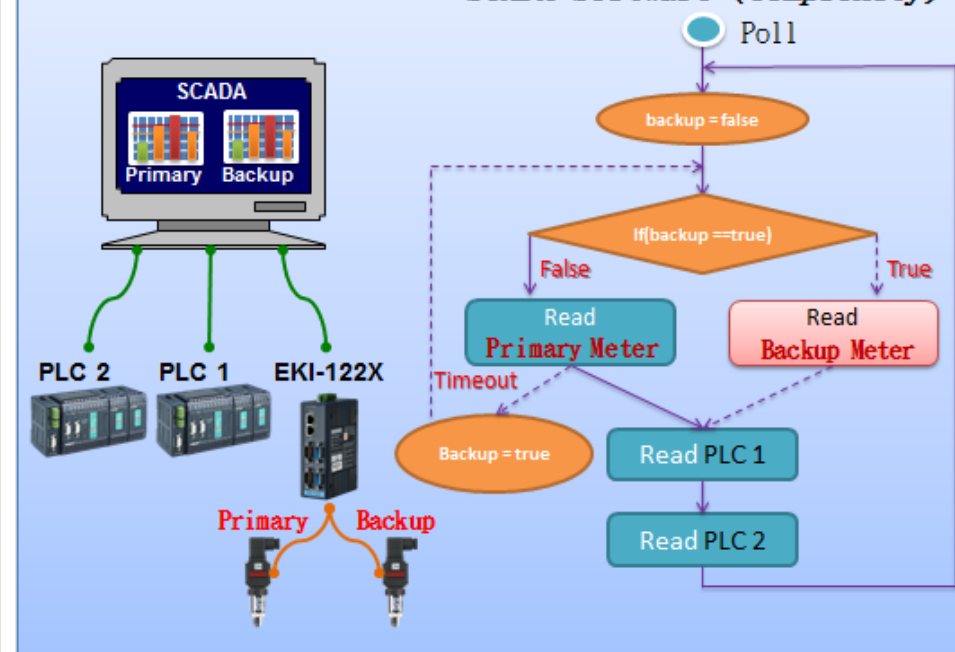 Poll
SCADA
Primary
Backup
PLC 2
PLC 1
EKI-122X
Primary
Backup
backup = false
If(backup ==true)
False
True
Read
Primary Meter
Read
Backup Meter
Timeout
Backup = true
Read PLC 1
Read PLC 2